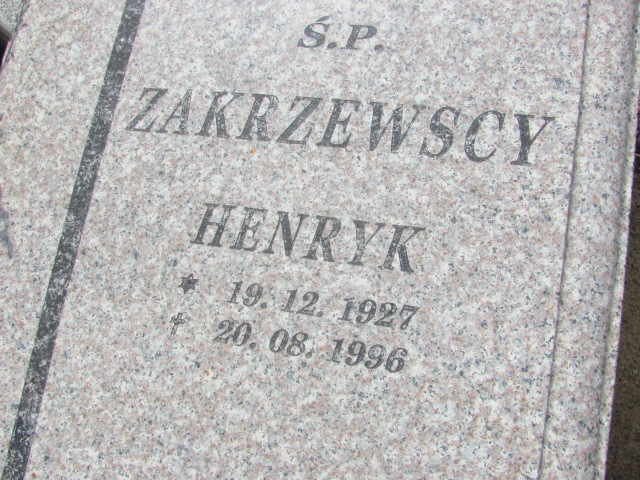 Ś.P.
ZAKRZEWSCY
HENRYK
* 19.12.1927
† 20.08.1996